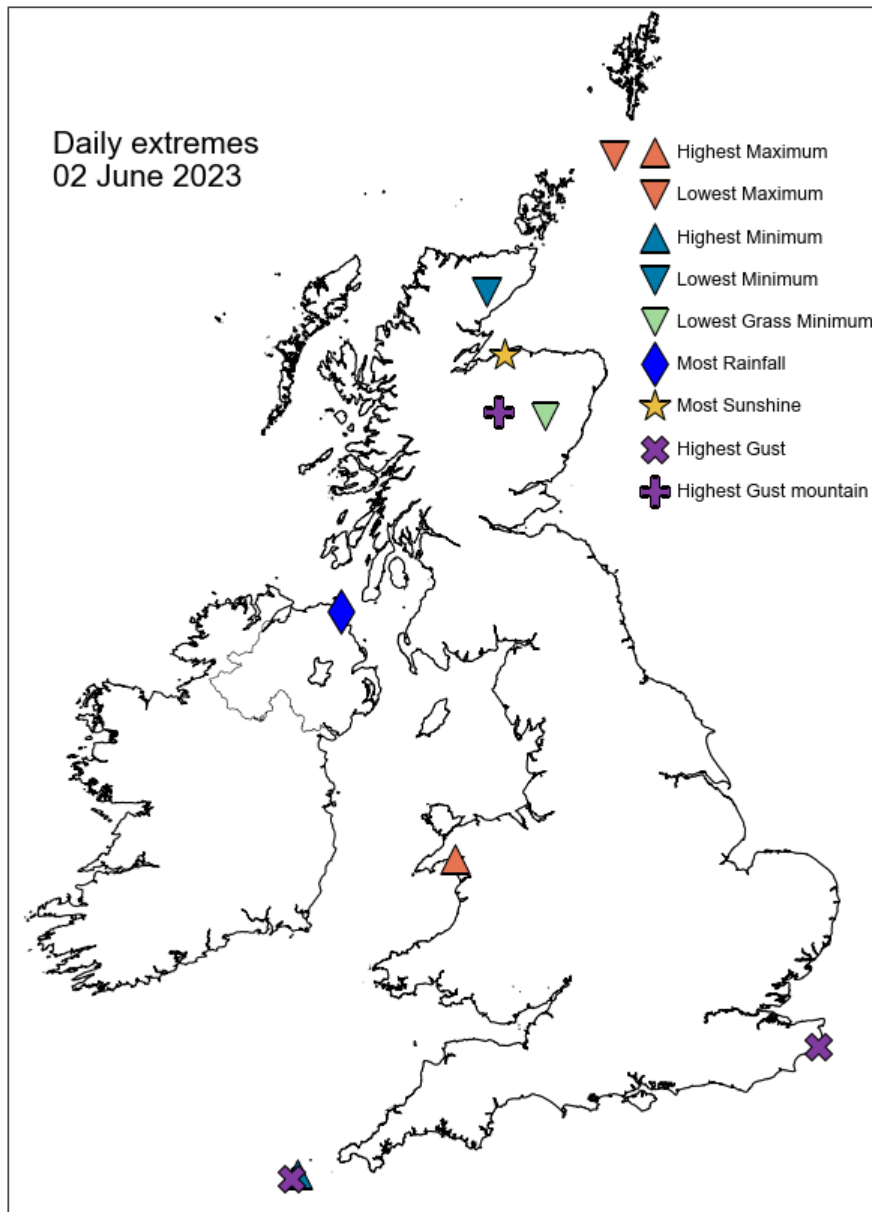 Daily extremes
02 June 2023
Highest Maximum
Lowest Maximum
Highest Minimum
Lowest Minimum
Lowest Grass Minimum
Most Rainfall
Most Sunshine
Highest Gust
Highest Gust mountain